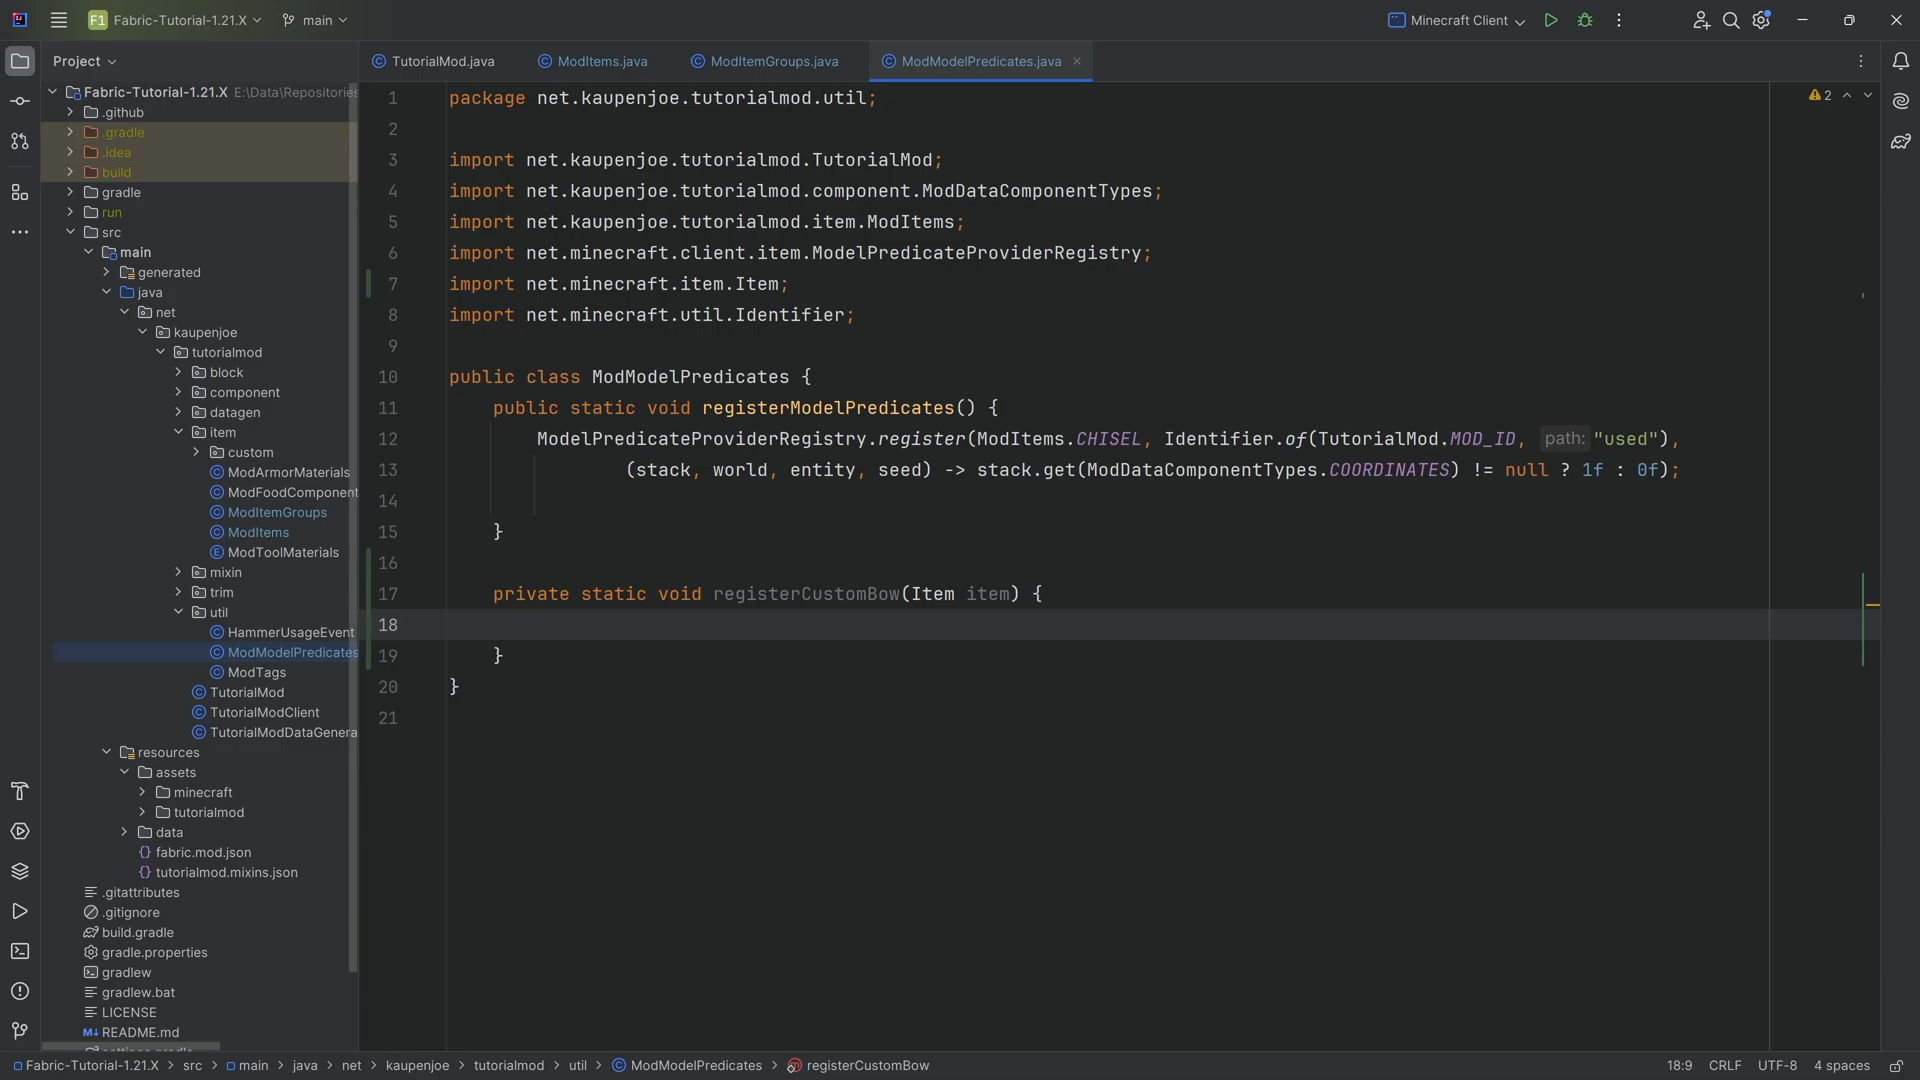 F1 Fabric-Tutorial-1.21.X main Minecraft Client
Project
TutorialMod.java ModItems.java ModItemGroups.java ModModelPredicates.java
Fabric-Tutorial-1.21.X E:\Data\Repositories
.github
.gradle
.idea
build
gradle
run
src
main
generated
java
net
kaupenjoe
tutorialmod
block
component
datagen
item
custom
ModArmorMaterials
ModFoodComponent
ModItemGroups
ModItems
ModToolMaterials
mixin
trim
util
HammerUsageEvent
ModModelPredicates
ModTags
TutorialMod
TutorialModClient
TutorialModDataGenera
resources
assets
minecraft
tutorialmod
data
fabric.mod.json
tutorialmod.mixins.json
.gitattributes
.gitignore
build.gradle
gradle.properties
gradlew
gradlew.bat
LICENSE
M↓ README.md
1 package net.kaupenjoe.tutorialmod.util;
2
3 import net.kaupenjoe.tutorialmod.TutorialMod;
4 import net.kaupenjoe.tutorialmod.component.ModDataComponentTypes;
5 import net.kaupenjoe.tutorialmod.item.ModItems;
6 import net.minecraft.client.item.ModelPredicateProviderRegistry;
7 import net.minecraft.item.Item;
8 import net.minecraft.util.Identifier;
9
10 public class ModModelPredicates {
11 public static void registerModelPredicates() {
12 ModelPredicateProviderRegistry.register(ModItems.CHISEL, Identifier.of(TutorialMod.MOD_ID, path: "used"),
13 (stack, world, entity, seed) -> stack.get(ModDataComponentTypes.COORDINATES) != null ? 1f : 0f);
14
15 }
16
17 private static void registerCustomBow(Item item) {
18
19 }
20 }
21
2
Fabric-Tutorial-1.21.X > src > main > java > net > kaupenjoe > tutorialmod > util > ModModelPredicates > registerCustomBow 18:9 CRLF UTF-8 4 spaces